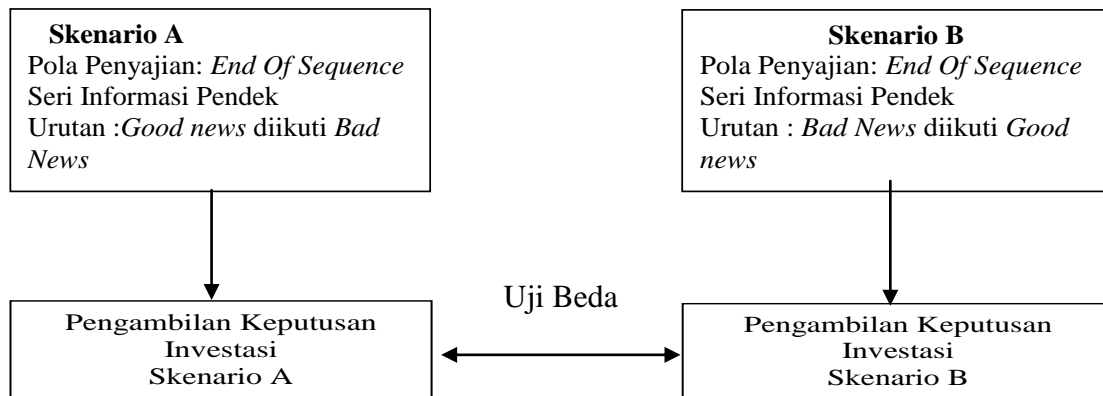 Skenario A
Pola Penyajian: End Of Sequence
Seri Informasi Pendek
Urutan :Good news diikuti Bad
News
Skenario B
Pola Penyajian: End Of Sequence
Seri Informasi Pendek
Urutan : Bad News diikuti Good
news
Uji Beda
Pengambilan Keputusan
Investasi
Skenario A
Pengambilan Keputusan
Investasi
Skenario B